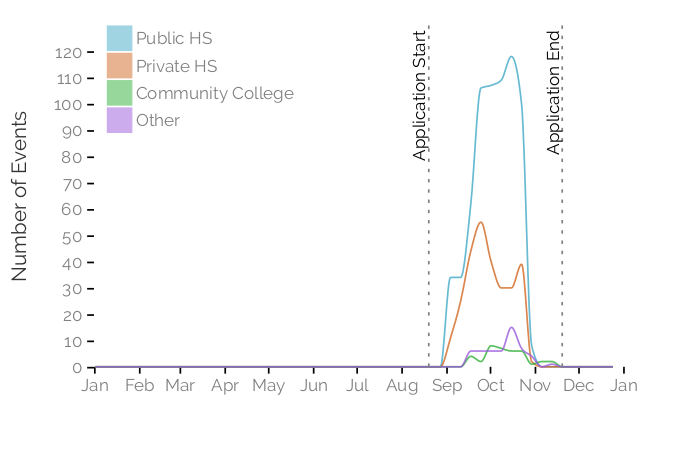 Public HS
Private HS
Community College
Other
Application Start
Application End
Number of Events
120
110
100
90
80
70
60
50
40
30
20
10
0
Jan Feb Mar Apr May Jun Jul Aug Sep Oct Nov Dec Jan